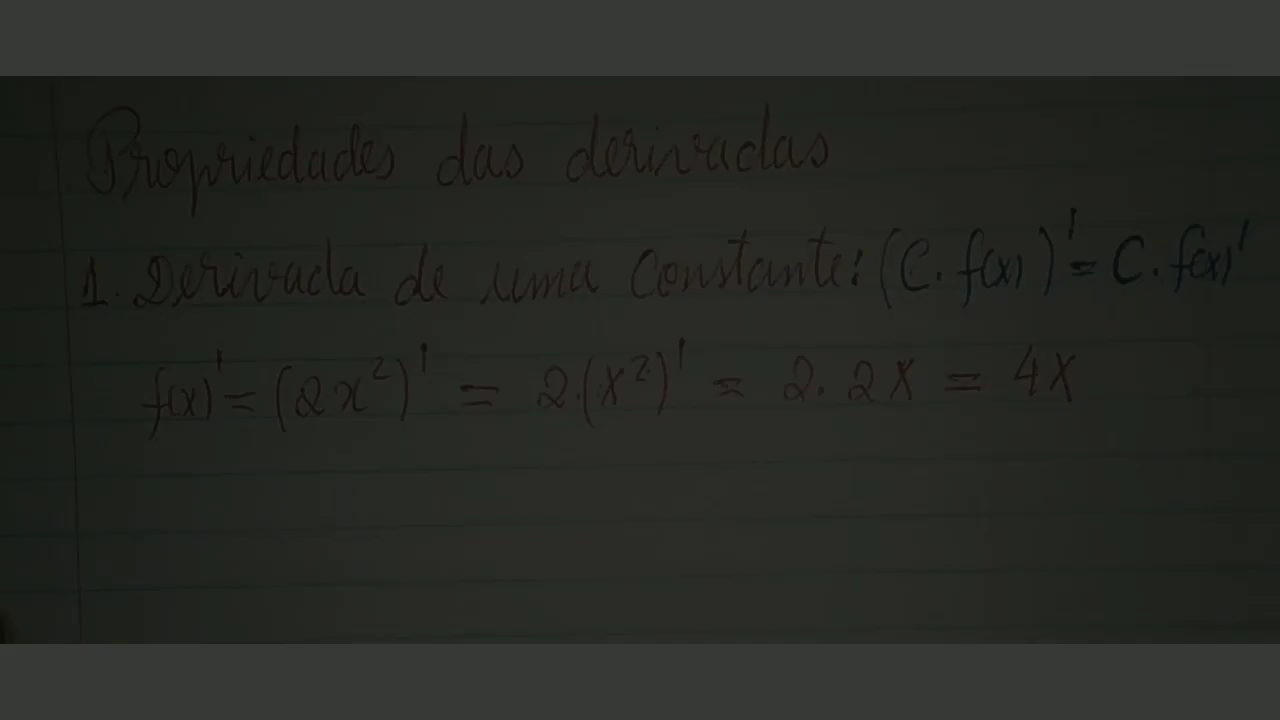 Propriedades das derivadas
1. Derivada de uma Constante: (C. f(x))' = C. f(x)'
f(x)' = (2x²)' = 2.(x²)' = 2. 2x = 4x